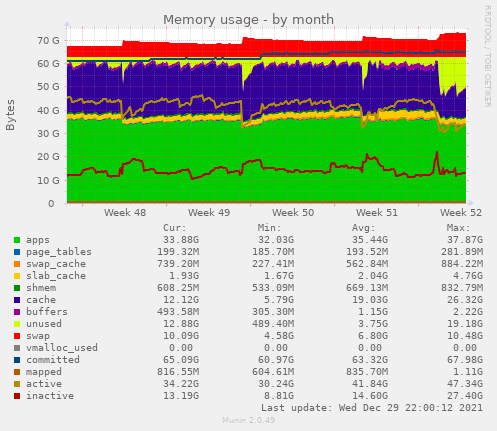 Memory usage - by month
RRDTOOL / TOBI OETIKER
Bytes
70 G
60 G
50 G
40 G
30 G
20 G
10 G
0
Week 48 Week 49 Week 50 Week 51 Week 52
Cur: Min: Avg: Max:
apps 33.88G 32.03G 35.44G 37.87G
page_tables 199.32M 185.70M 193.52M 281.89M
swap_cache 739.20M 227.41M 562.84M 884.22M
slab_cache 1.93G 1.67G 2.04G 4.76G
shmem 608.25M 533.09M 669.13M 832.79M
cache 12.12G 5.79G 19.03G 26.32G
buffers 493.58M 305.30M 1.15G 2.22G
unused 12.88G 489.40M 3.75G 19.18G
swap 10.09G 4.58G 6.80G 10.48G
vmalloc_used 0.00 0.00 0.00 0.00
committed 65.09G 60.97G 63.32G 67.98G
mapped 816.55M 604.61M 835.70M 1.11G
active 34.22G 30.24G 41.84G 47.34G
inactive 13.19G 8.81G 14.60G 27.40G
Last update: Wed Dec 29 22:00:12 2021
Munin 2.0.49